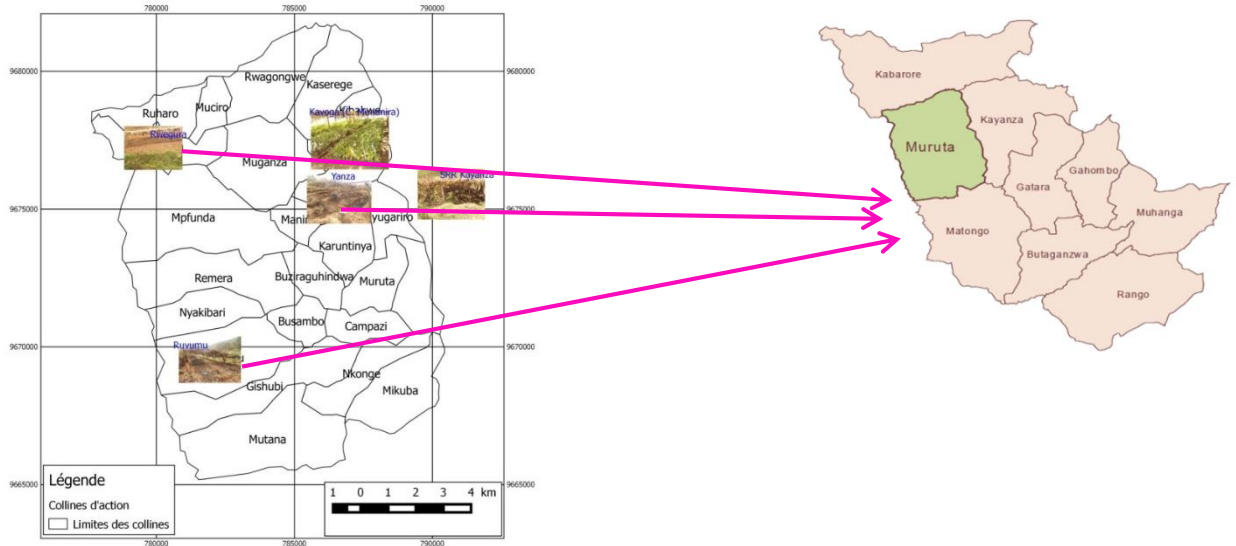 780000
785000
790000
9680000
9680000
Rwagongwe
Kaserege
Muciro
Ruharo
Rwegura
Muganza
Yanza
SRR Kayanza
9675000
9675000
Mpfunda
yugariro
Karuntinya
Remera
Buziraguhindwa
Muruta
Nyakibari
Busambo
Campazi
9670000
9670000
Ruvumu
Gishubi
Nkonge
Mikuba
Mutana
Légende
Collines d'action
Limites des collines
1 0 1 2 3 4 km
9665000
9665000
780000
785000
790000
Kabarore
Kayanza
Muruta
Gatara
Gahombo
Muhanga
Matongo
Butaganzwa
Rango